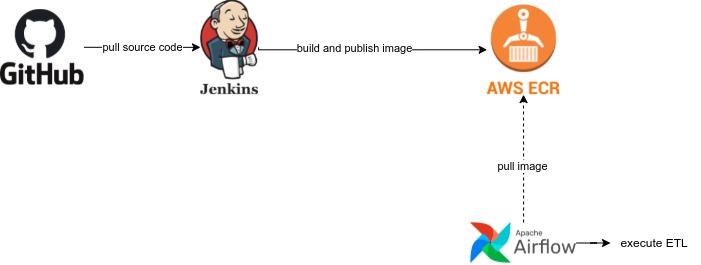 pull source code
build and publish image
GitHub
Jenkins
AWS ECR
pull image
Apache
Airflow
execute ETL